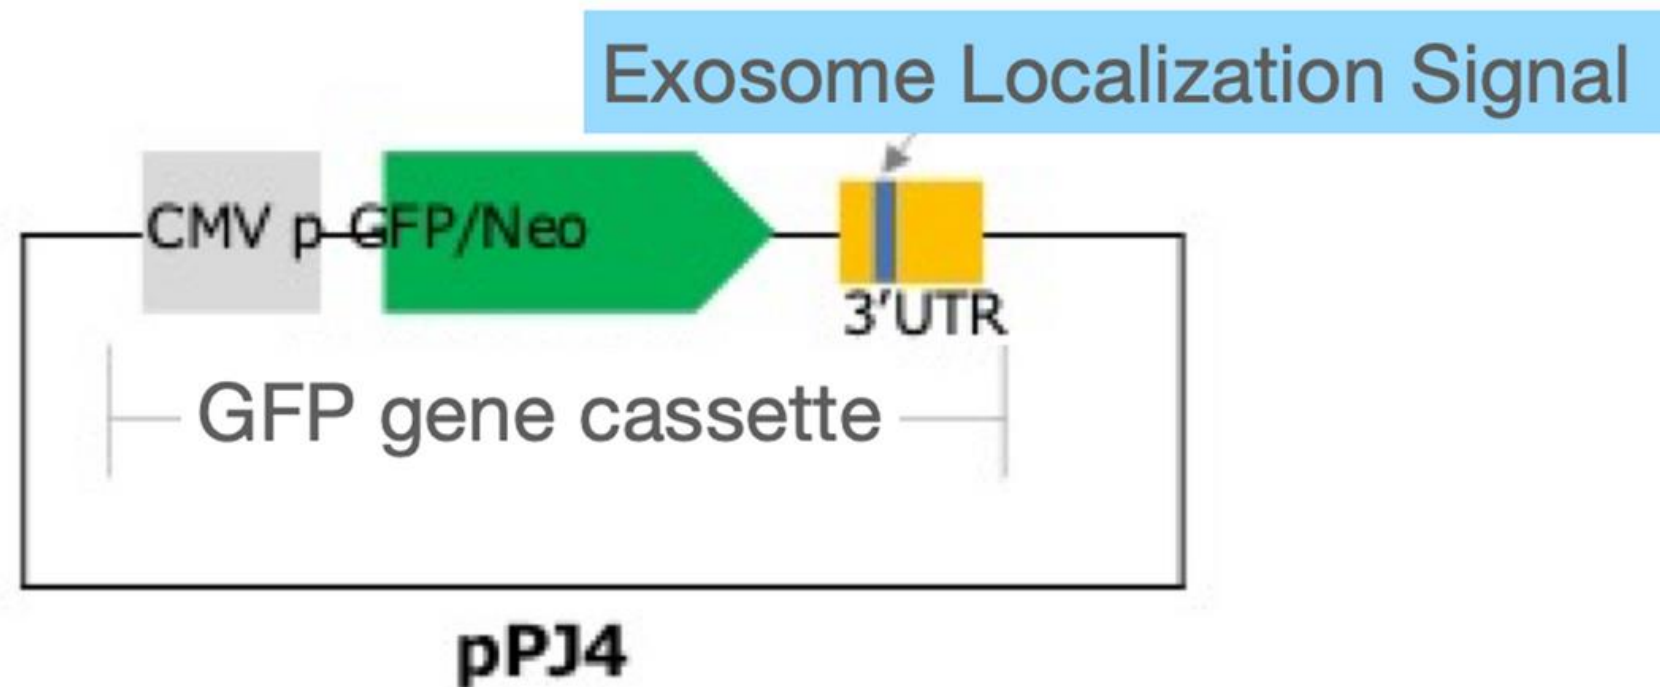 Exosome Localization Signal
CMV p GFP/Neo
3'UTR
GFP gene cassette
pPJ4